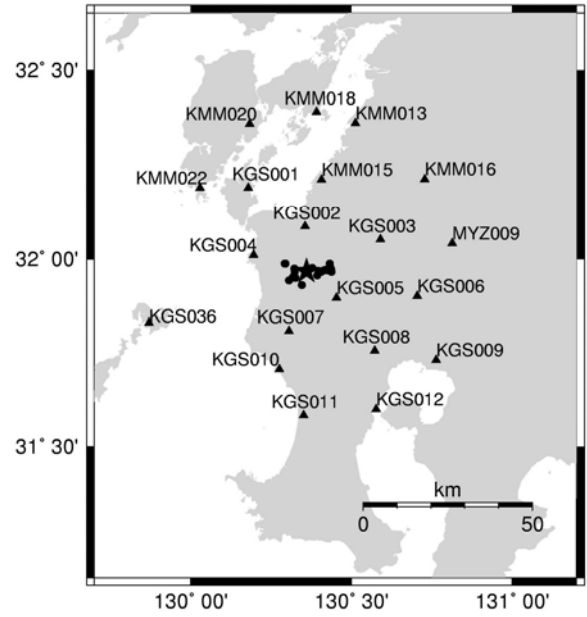 32° 30'
KMM018
KMM020
KMM013
KMM022
KGS001
KMM015
KMM016
KGS002
KGS003
MYZ009
KGS004
32° 00'
KGS005
KGS006
KGS036
KGS007
KGS008
KGS009
KGS010
KGS011
KGS012
31° 30'
km
0 50
130° 00' 130° 30' 131° 00'